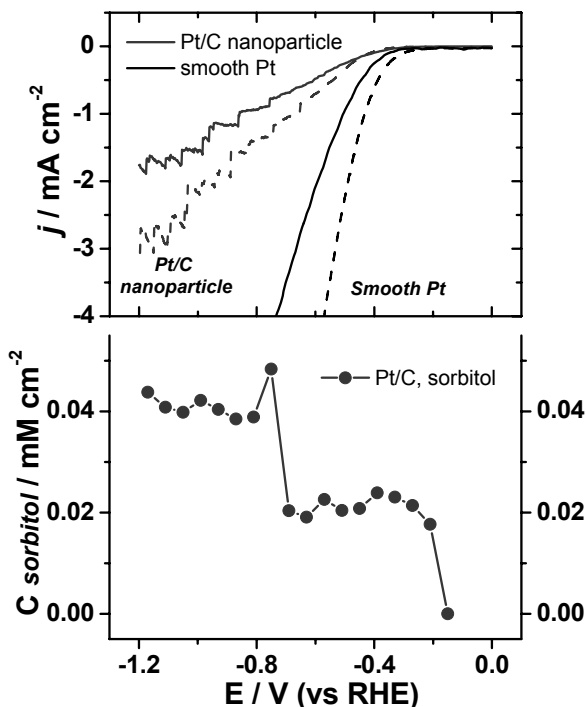 0
-1
-2
-3
-4
j / mA cm-2
Pt/C nanoparticle
smooth Pt
Pt/C
nanoparticle
Smooth Pt
0.04
0.02
0.00
C sorbitol / mM cm-2
Pt/C, sorbitol
0.04
0.02
0.00
-1.2 -0.8 -0.4 0.0
E / V (vs RHE)